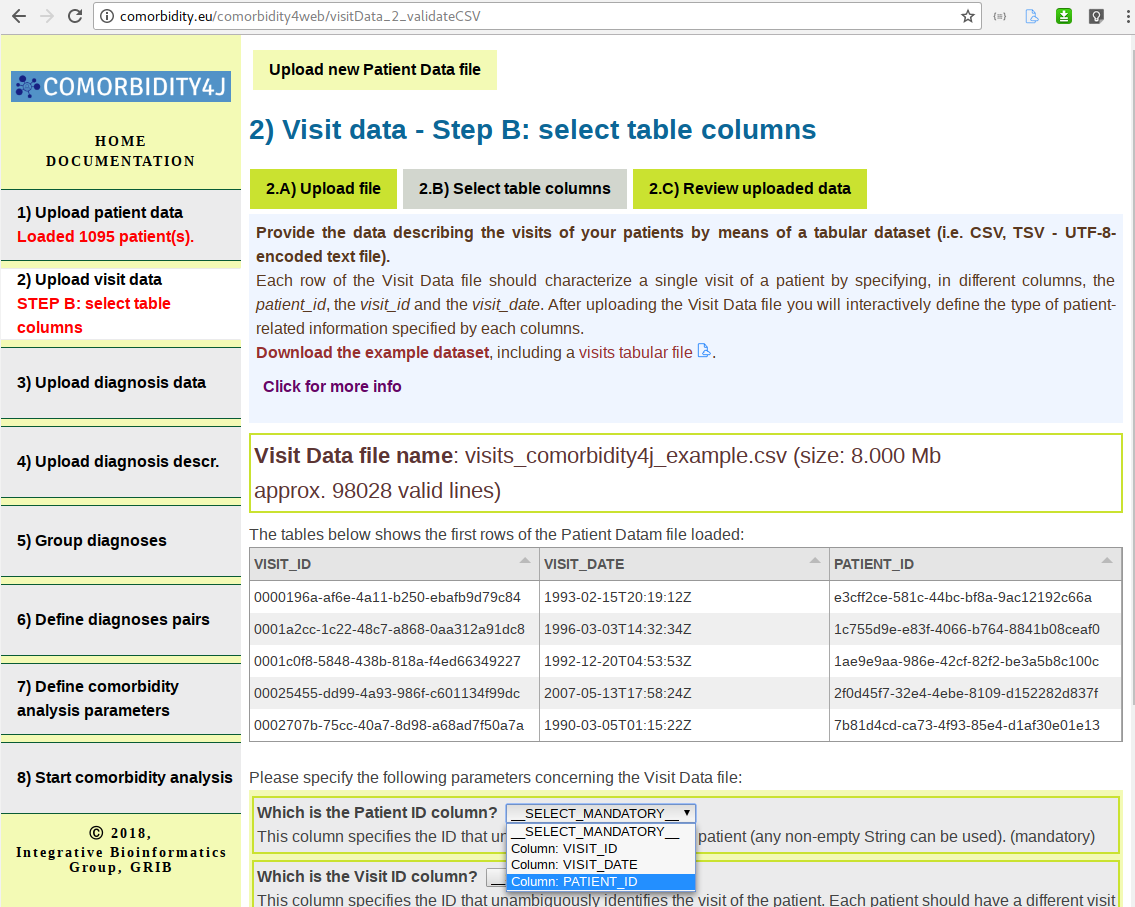 comorbidity.eu/comorbidity4web/visitData_2_validateCSV
COMORBIDITY4J
HOME
DOCUMENTATION
1) Upload patient data
Loaded 1095 patient(s).
2) Upload visit data
STEP B: select table
columns
3) Upload diagnosis data
4) Upload diagnosis descr.
5) Group diagnoses
6) Define diagnoses pairs
7) Define comorbidity
analysis parameters
8) Start comorbidity analysis
© 2018,
Integrative Bioinformatics
Group, GRIB
Upload new Patient Data file
2) Visit data - Step B: select table columns
2.A) Upload file
2.B) Select table columns
2.C) Review uploaded data
Provide the data describing the visits of your patients by means of a tabular dataset (i.e. CSV, TSV - UTF-8-
encoded text file).
Each row of the Visit Data file should characterize a single visit of a patient by specifying, in different columns, the
patient_id, the visit_id and the visit_date. After uploading the Visit Data file you will interactively define the type of patient-
related information specified by each columns.
Download the example dataset, including a visits tabular file .
Click for more info
Visit Data file name: visits_comorbidity4j_example.csv (size: 8.000 Mb
approx. 98028 valid lines)
The tables below shows the first rows of the Patient Datam file loaded:
VISIT_ID VISIT_DATE PATIENT_ID
0000196a-af6e-4a11-b250-ebafb9d79c84 1993-02-15T20:19:12Z e3cff2ce-581c-44bc-bf8a-9ac12192c66a
0001a2cc-1c22-48c7-a868-0aa312a91dc8 1996-03-03T14:32:34Z 1c755d9e-e83f-4066-b764-8841b08ceaf0
0001c0f8-5848-438b-818a-f4ed66349227 1992-12-20T04:53:53Z 1ae9e9aa-986e-42cf-82f2-be3a5b8c100c
00025455-dd99-4a93-986f-c601134f99dc 2007-05-13T17:58:24Z 2f0d45f7-32e4-4ebe-8109-d152282d837f
0002707b-75cc-40a7-8d98-a68ad7f50a7a 1990-03-05T01:15:22Z 7b81d4cd-ca73-4f93-85e4-d1af30e01e13
Please specify the following parameters concerning the Visit Data file:
Which is the Patient ID column? __SELECT_MANDATORY__
This column specifies the ID that patient (any non-empty String can be used). (mandatory)
__SELECT_MANDATORY__
Column: VISIT_ID
Column: VISIT_DATE
Column: PATIENT_ID
Which is the Visit ID column?
This column specifies the ID that unambiguously identifies the visit of the patient. Each patient should have a different visit